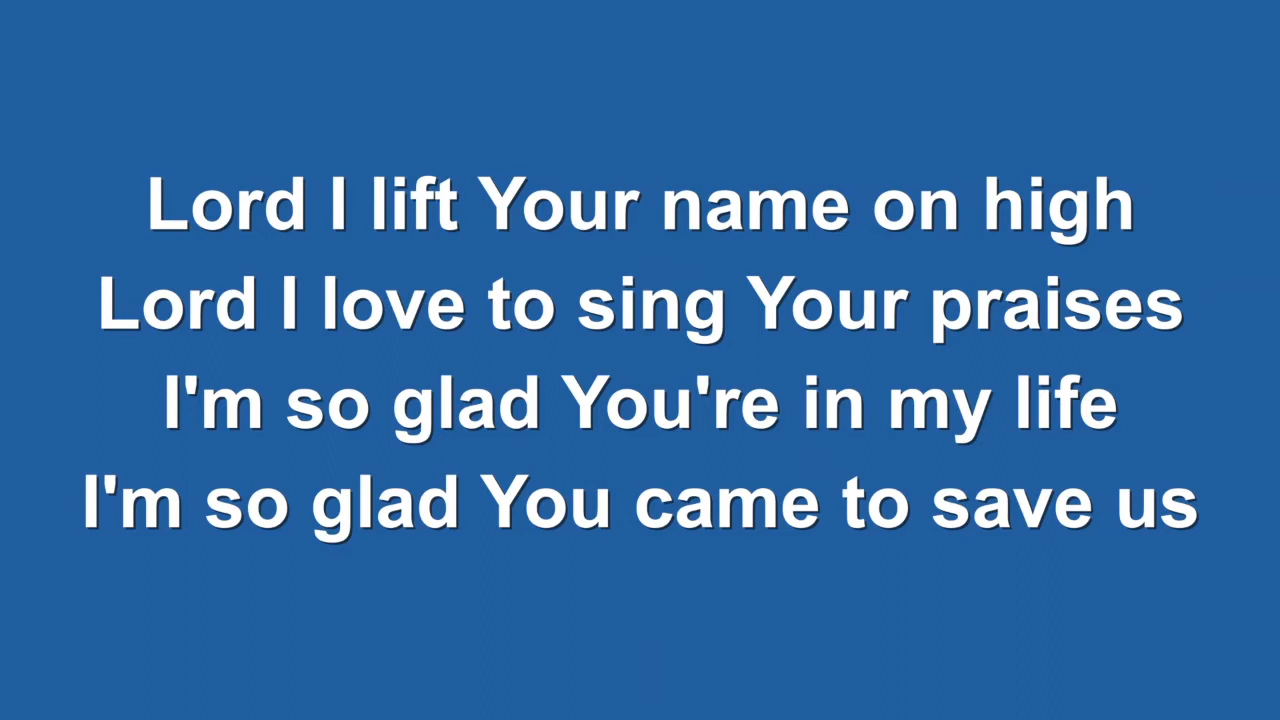 Lord I lift Your name on high
Lord I love to sing Your praises
I'm so glad You're in my life
I'm so glad You came to save us